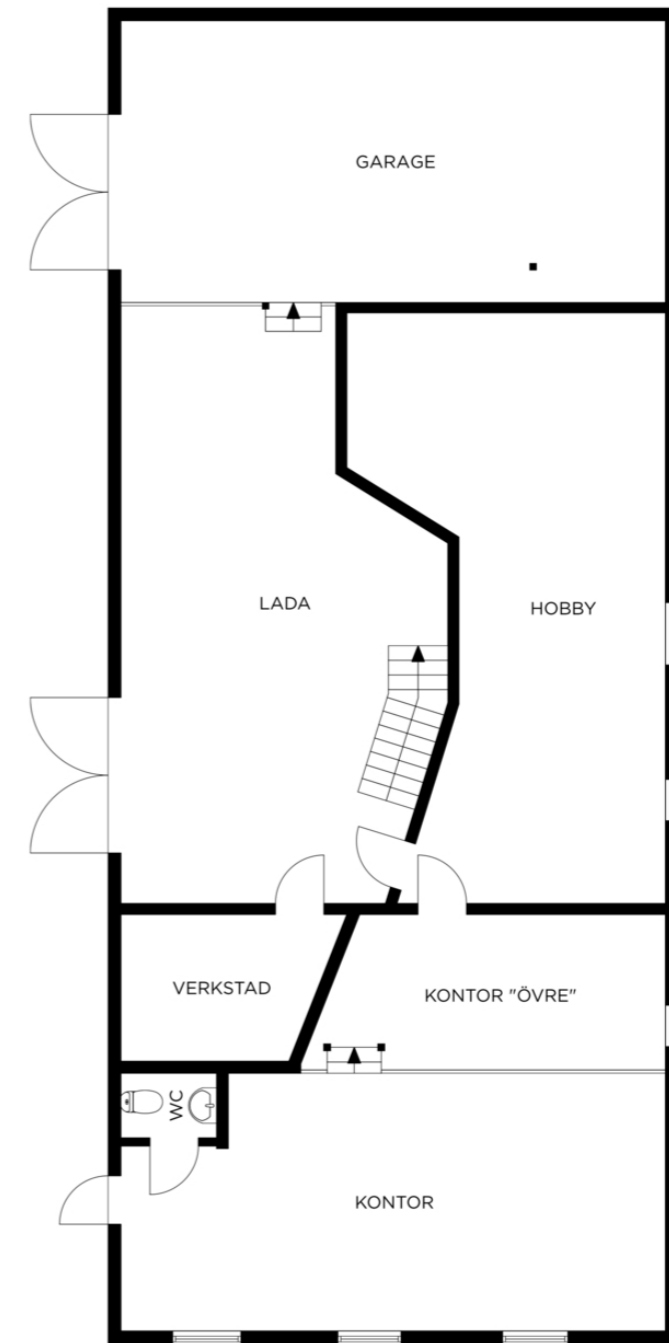 GARAGE
LADA
HOBBY
VERKSTAD
KONTOR "ÖVRE"
WC
KONTOR